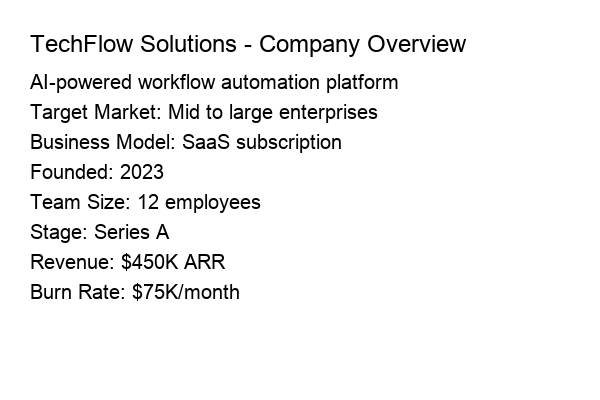 TechFlow Solutions - Company Overview
AI-powered workflow automation platform
Target Market: Mid to large enterprises
Business Model: SaaS subscription
Founded: 2023
Team Size: 12 employees
Stage: Series A
Revenue: $450K ARR
Burn Rate: $75K/month